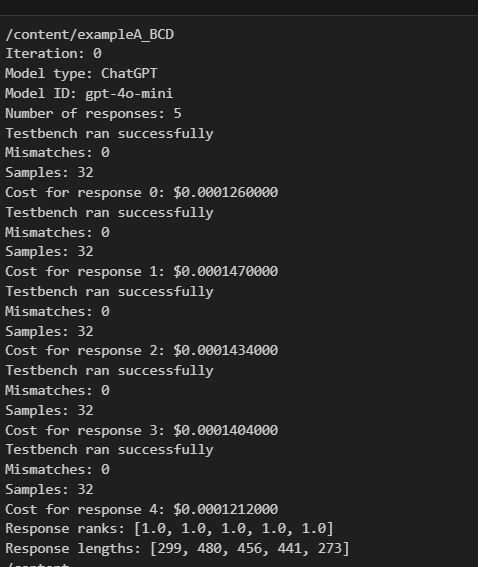 /content/exampleA_BCD
Iteration: 0
Model type: ChatGPT
Model ID: gpt-4o-mini
Number of responses: 5
Testbench ran successfully
Mismatches: 0
Samples: 32
Cost for response 0: $0.0001260000
Testbench ran successfully
Mismatches: 0
Samples: 32
Cost for response 1: $0.0001470000
Testbench ran successfully
Mismatches: 0
Samples: 32
Cost for response 2: $0.0001434000
Testbench ran successfully
Mismatches: 0
Samples: 32
Cost for response 3: $0.0001404000
Testbench ran successfully
Mismatches: 0
Samples: 32
Cost for response 4: $0.0001212000
Response ranks: [1.0, 1.0, 1.0, 1.0, 1.0]
Response lengths: [299, 480, 456, 441, 273]